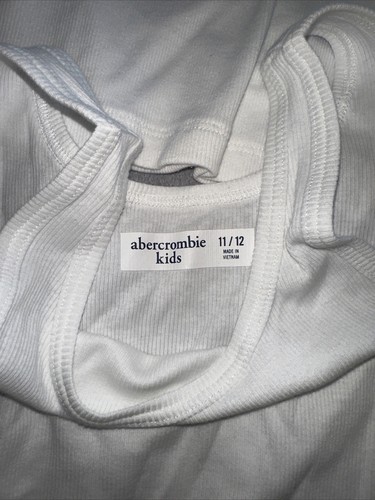 abercrombie
kids
11 / 12
MADE IN
VIETNAM